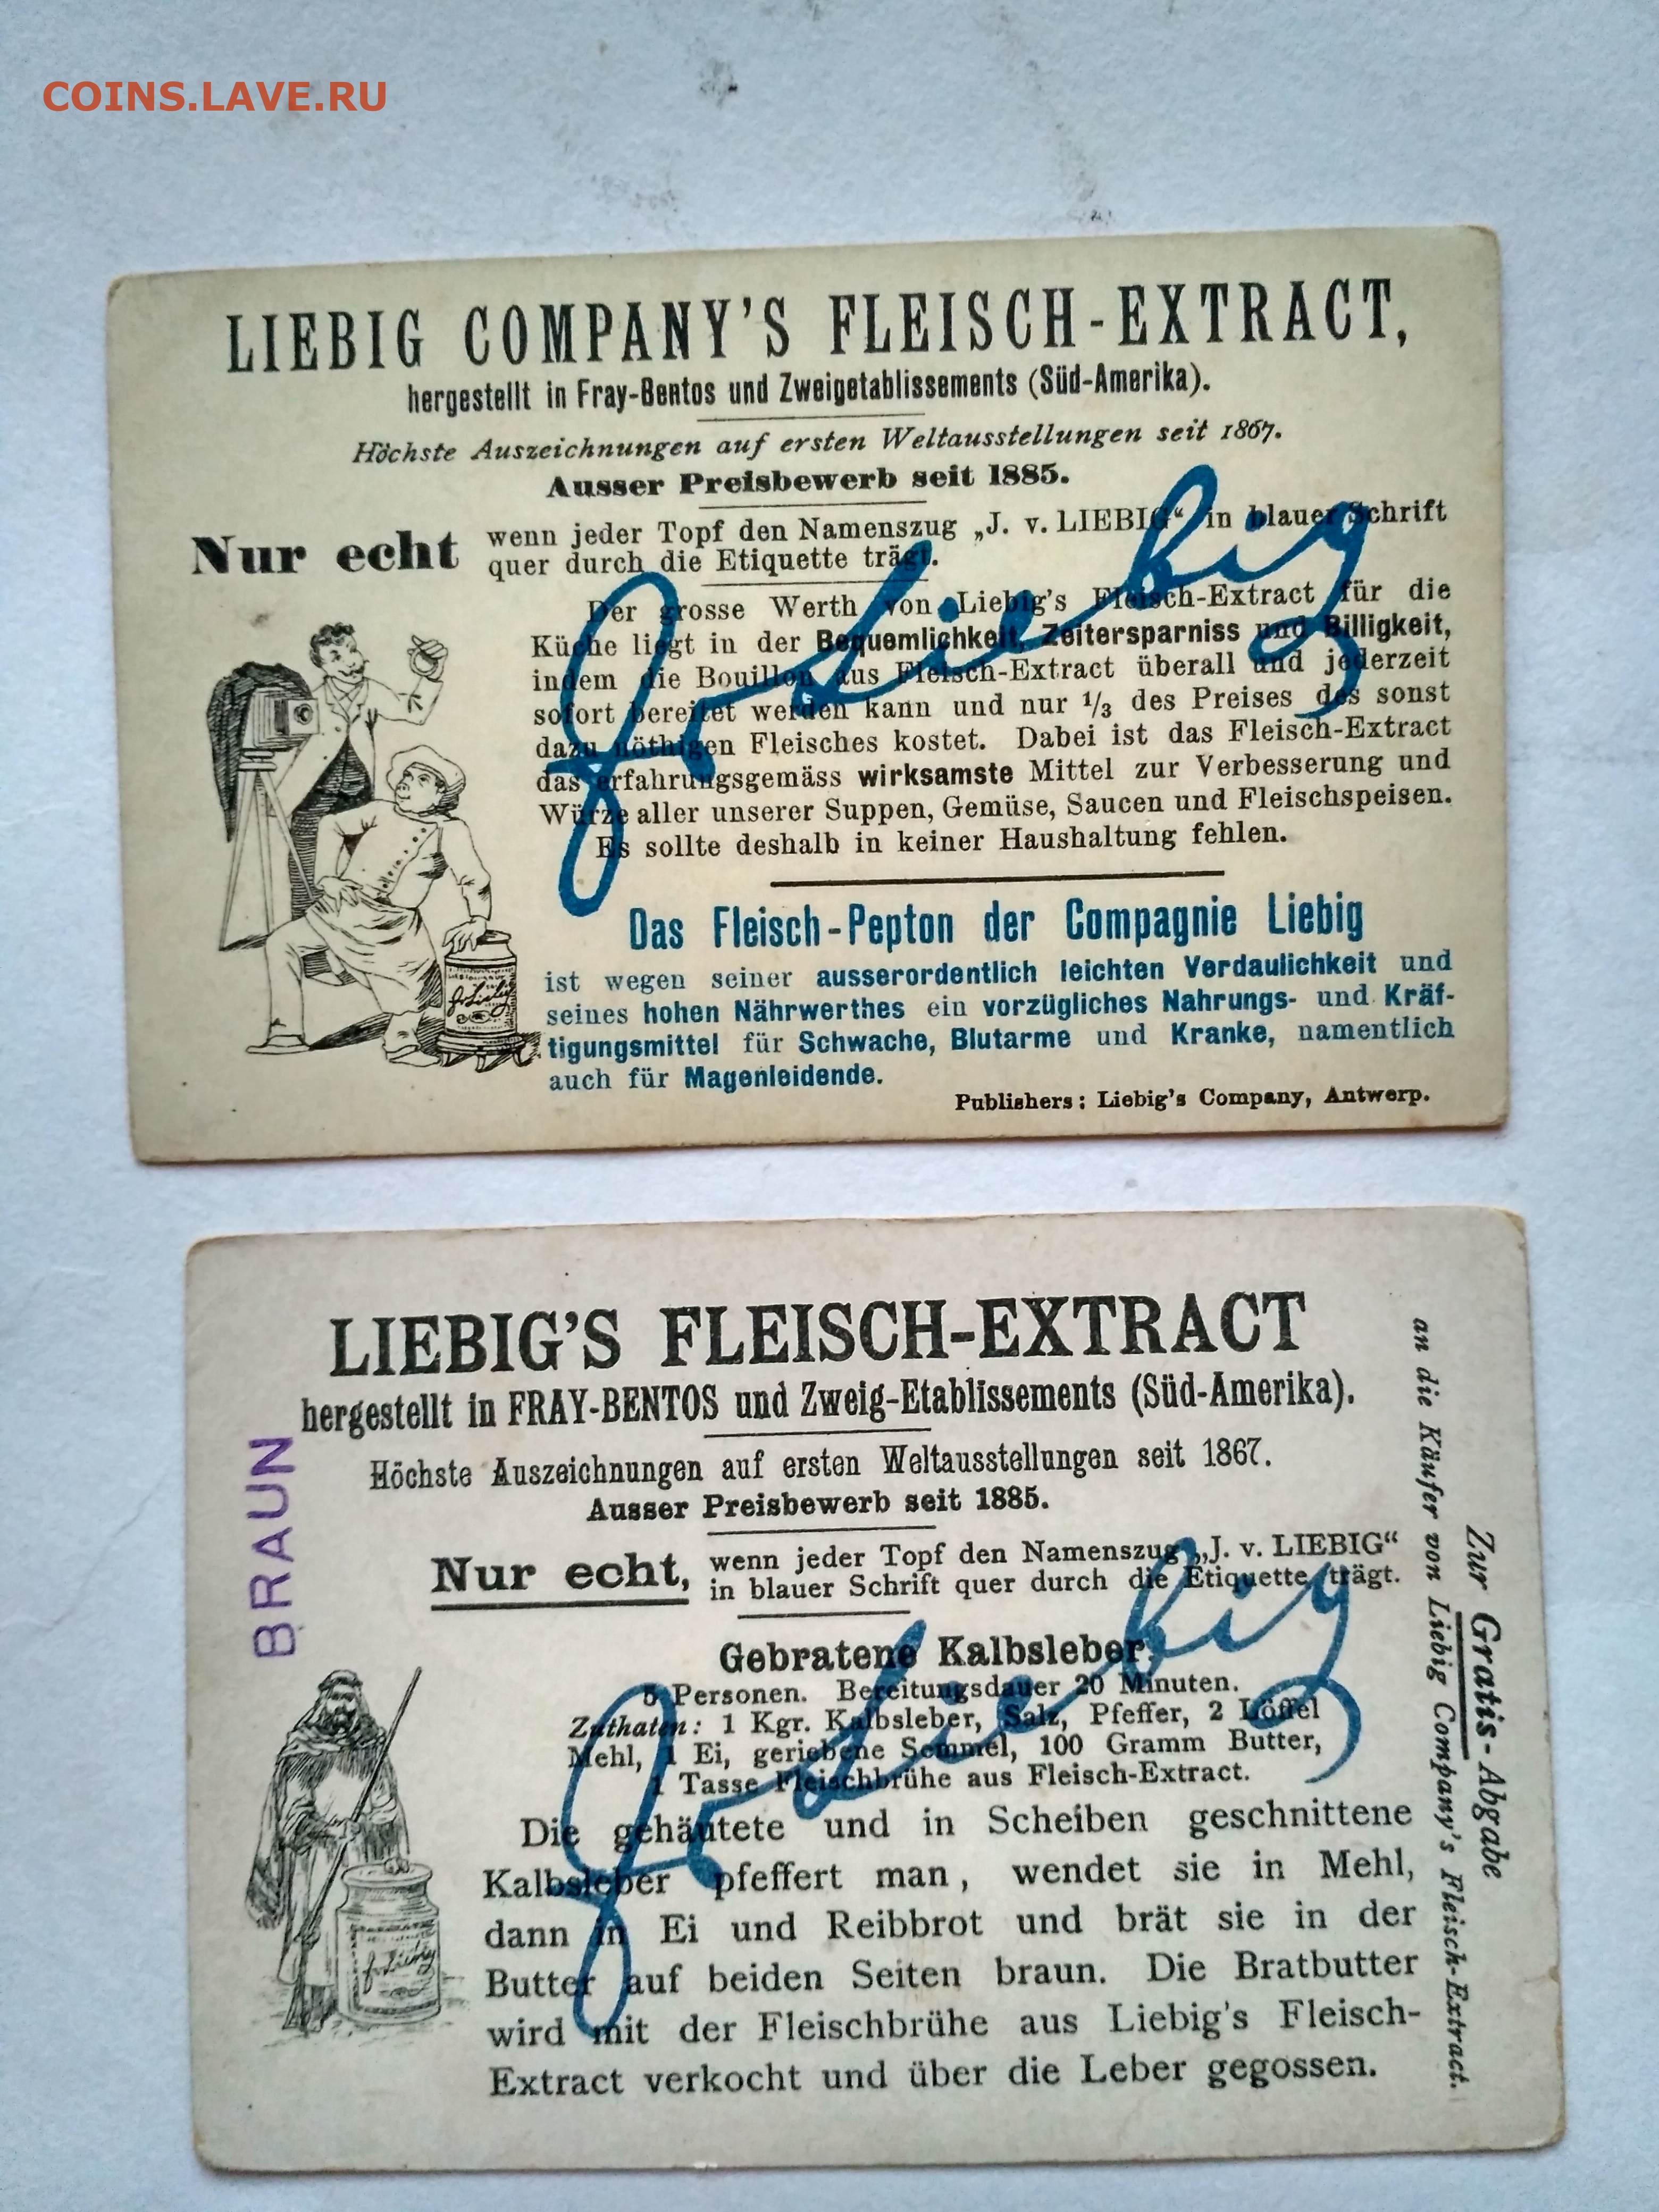 COINS.LAVE.RU
LIEBIG COMPANY'S FLEISCH-EXTRACT,
hergestellt in Fray-Bentos und Zweigetablissements (Süd-Amerika).
Höchste Auszeichnungen auf ersten Weltausstellungen seit 1867.
Ausser Preisbewerb seit 1885.
Nur echt wenn jeder Topf den Namenszug „J. v. LIEBIG“ in blauer Schrift
quer durch die Etiquette trägt.
Der grosse Werth von Liebig's Fleisch-Extract für die
Küche liegt in der Bequemlichkeit, Zeitersparniss und Billigkeit,
indem die Bouillon aus Fleisch-Extract überall und jederzeit
sofort bereitet werden kann und nur 1/3 des Preises des sonst
dazu nöthigen Fleisches kostet. Dabei ist das Fleisch-Extract
das erfahrungsgemäss wirksamste Mittel zur Verbesserung und
Würze aller unserer Suppen, Gemüse, Saucen und Fleischspeisen.
Es sollte deshalb in keiner Haushaltung fehlen.
JvLiebig
JvLiebig
Das Fleisch-Pepton der Compagnie Liebig
ist wegen seiner ausserordentlich leichten Verdaulichkeit und
seines hohen Nährwerthes ein vorzügliches Nahrungs- und Kräf-
tigungsmittel für Schwache, Blutarme und Kranke, namentlich
auch für Magenleidende.
Publishers: Liebig's Company, Antwerp.
LIEBIG'S FLEISCH-EXTRACT
hergestellt in FRAY-BENTOS und Zweig-Etablissements (Süd-Amerika).
Höchste Auszeichnungen auf ersten Weltausstellungen seit 1867.
Ausser Preisbewerb seit 1885.
Nur echt, wenn jeder Topf den Namenszug „J. v. LIEBIG“
in blauer Schrift quer durch die Etiquette trägt.
BRAUN
Gebratene Kalbsleber.
5 Personen. Bereitungsdauer 20 Minuten.
Zuthaten: 1 Kgr. Kalbsleber, Salz, Pfeffer, 2 Löffel
Mehl, 1 Ei, geriebene Semmel, 100 Gramm Butter,
1 Tasse Fleischbrühe aus Fleisch-Extract.
Die gehäutete und in Scheiben geschnittene
Kalbsleber pfeffert man, wendet sie in Mehl,
dann in Ei und Reibbrot und brät sie in der
Butter auf beiden Seiten braun. Die Bratbutter
wird mit der Fleischbrühe aus Liebig's Fleisch-
Extract verkocht und über die Leber gegossen.
JvLiebig
JvLiebig
Zur Gratis-Abgabe
an die Käufer von Liebig Company's Fleisch-Extract.